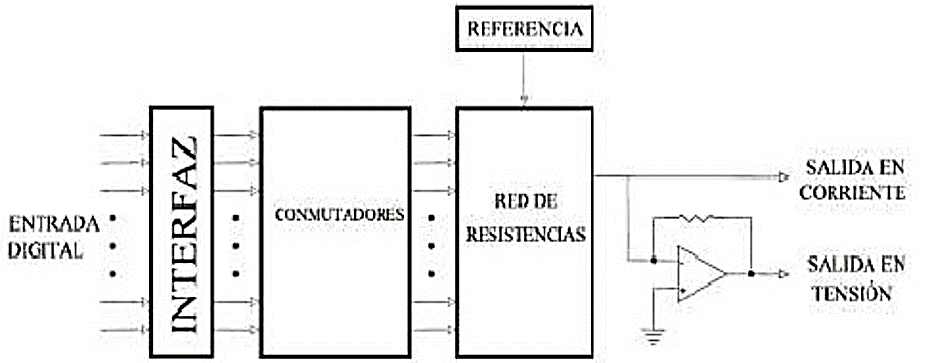 REFERENCIA
INTERFAZ
CONMUTADORES
RED DE
RESISTENCIAS
SALIDA EN
CORRIENTE
ENTRADA
DIGITAL
SALIDA EN
TENSIÓN